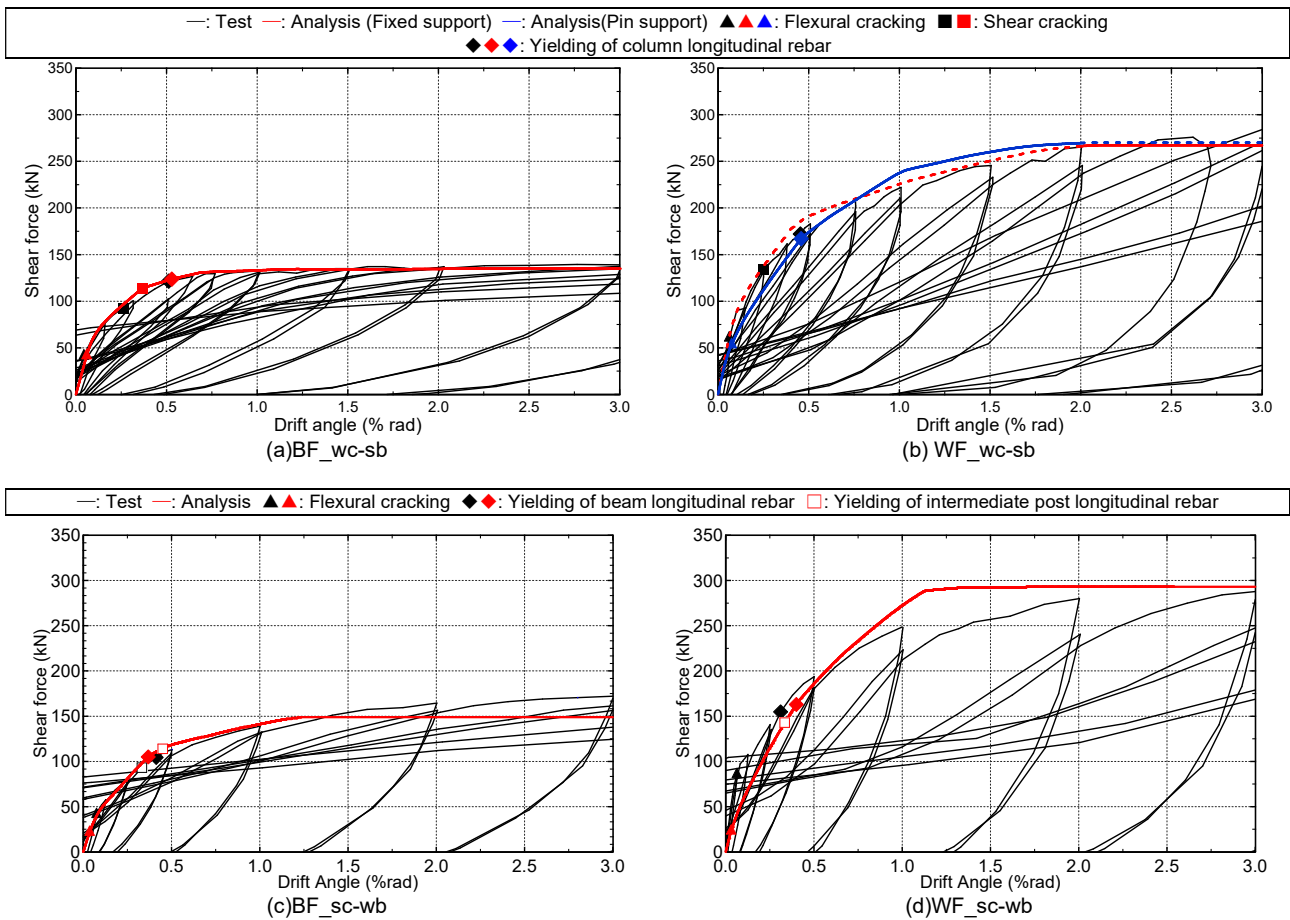 —: Test —: Analysis (Fixed support) —: Analysis(Pin support) ▲▲▲: Flexural cracking ■■: Shear cracking
◆◆◆: Yielding of column longitudinal rebar
350
300
250
200
150
100
50
0
0.0 0.5 1.0 1.5 2.0 2.5 3.0
Shear force (kN)
Drift angle (% rad)
(a)BF_wc-sb
350
300
250
200
150
100
50
0
0.0 0.5 1.0 1.5 2.0 2.5 3.0
Shear force (kN)
Drift angle (% rad)
(b) WF_wc-sb
—: Test —: Analysis ▲▲: Flexural cracking ◆◆: Yielding of beam longitudinal rebar □: Yielding of intermediate post longitudinal rebar
350
300
250
200
150
100
50
0
0.0 0.5 1.0 1.5 2.0 2.5 3.0
Shear force (kN)
Drift Angle (%rad)
(c)BF_sc-wb
350
300
250
200
150
100
50
0
0.0 0.5 1.0 1.5 2.0 2.5 3.0
Shear force (kN)
Drift Angle (%rad)
(d)WF_sc-wb